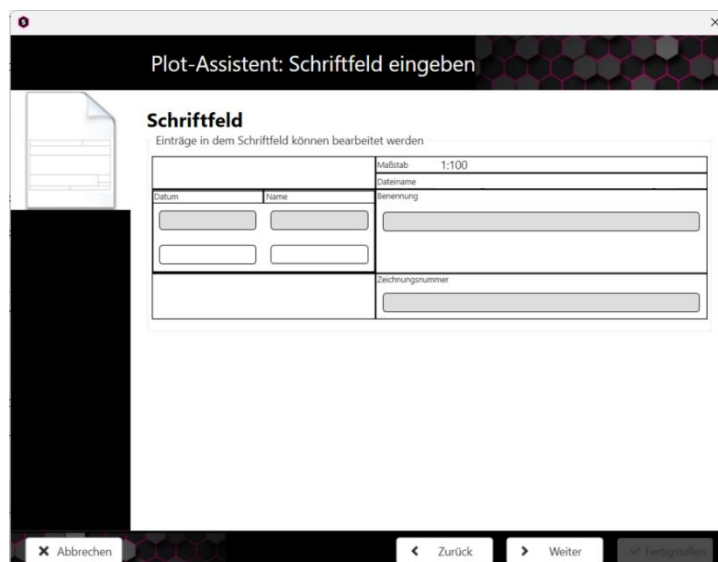 Plot-Assistent: Schriftfeld eingeben
Schriftfeld
Einträge in dem Schriftfeld können bearbeitet werden
Maßstab 1:100
Dateiname
Datum Name Benennung
Zeichnungsnummer
Abbrechen Zurück Weiter Fertigstellen